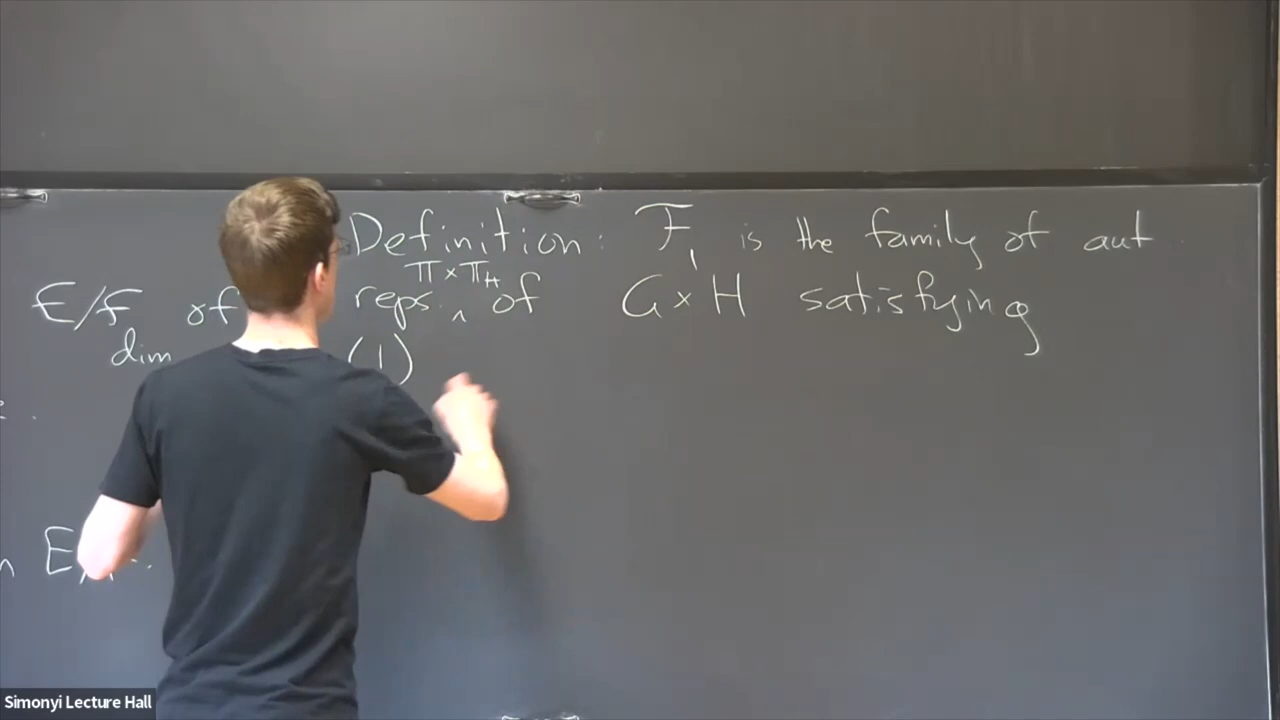 Definition: F₁ is the family of aut
π × π_H
E/F of reps. ^ of G × H satisfying
dim (1)
E
Simonyi Lecture Hall